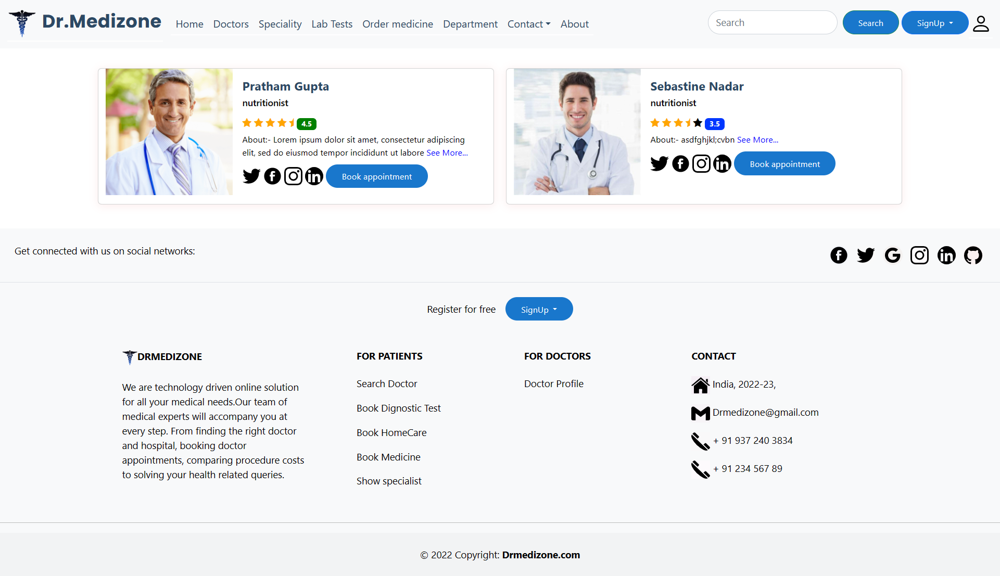 Dr.Medizone
Home Doctors Speciality Lab Tests Order medicine Department Contact About
Search
Search
SignUp
Pratham Gupta
nutritionist
4.5
About:- Lorem ipsum dolor sit amet, consectetur adipiscing
elit, sed do eiusmod tempor incididunt ut labore See More...
Book appointment
Sebastine Nadar
nutritionist
3.5
About:- asdfghjkl;cvbn See More...
Book appointment
Get connected with us on social networks:
Register for free
SignUp
DRMEDIZONE
We are technology driven online solution
for all your medical needs.Our team of
medical experts will accompany you at
every step. From finding the right doctor
and hospital, booking doctor
appointments, comparing procedure costs
to solving your health related queries.
FOR PATIENTS
Search Doctor
Book Dignostic Test
Book HomeCare
Book Medicine
Show specialist
FOR DOCTORS
Doctor Profile
CONTACT
India, 2022-23,
Drmedizone@gmail.com
+ 91 937 240 3834
+ 91 234 567 89
© 2022 Copyright: Drmedizone.com